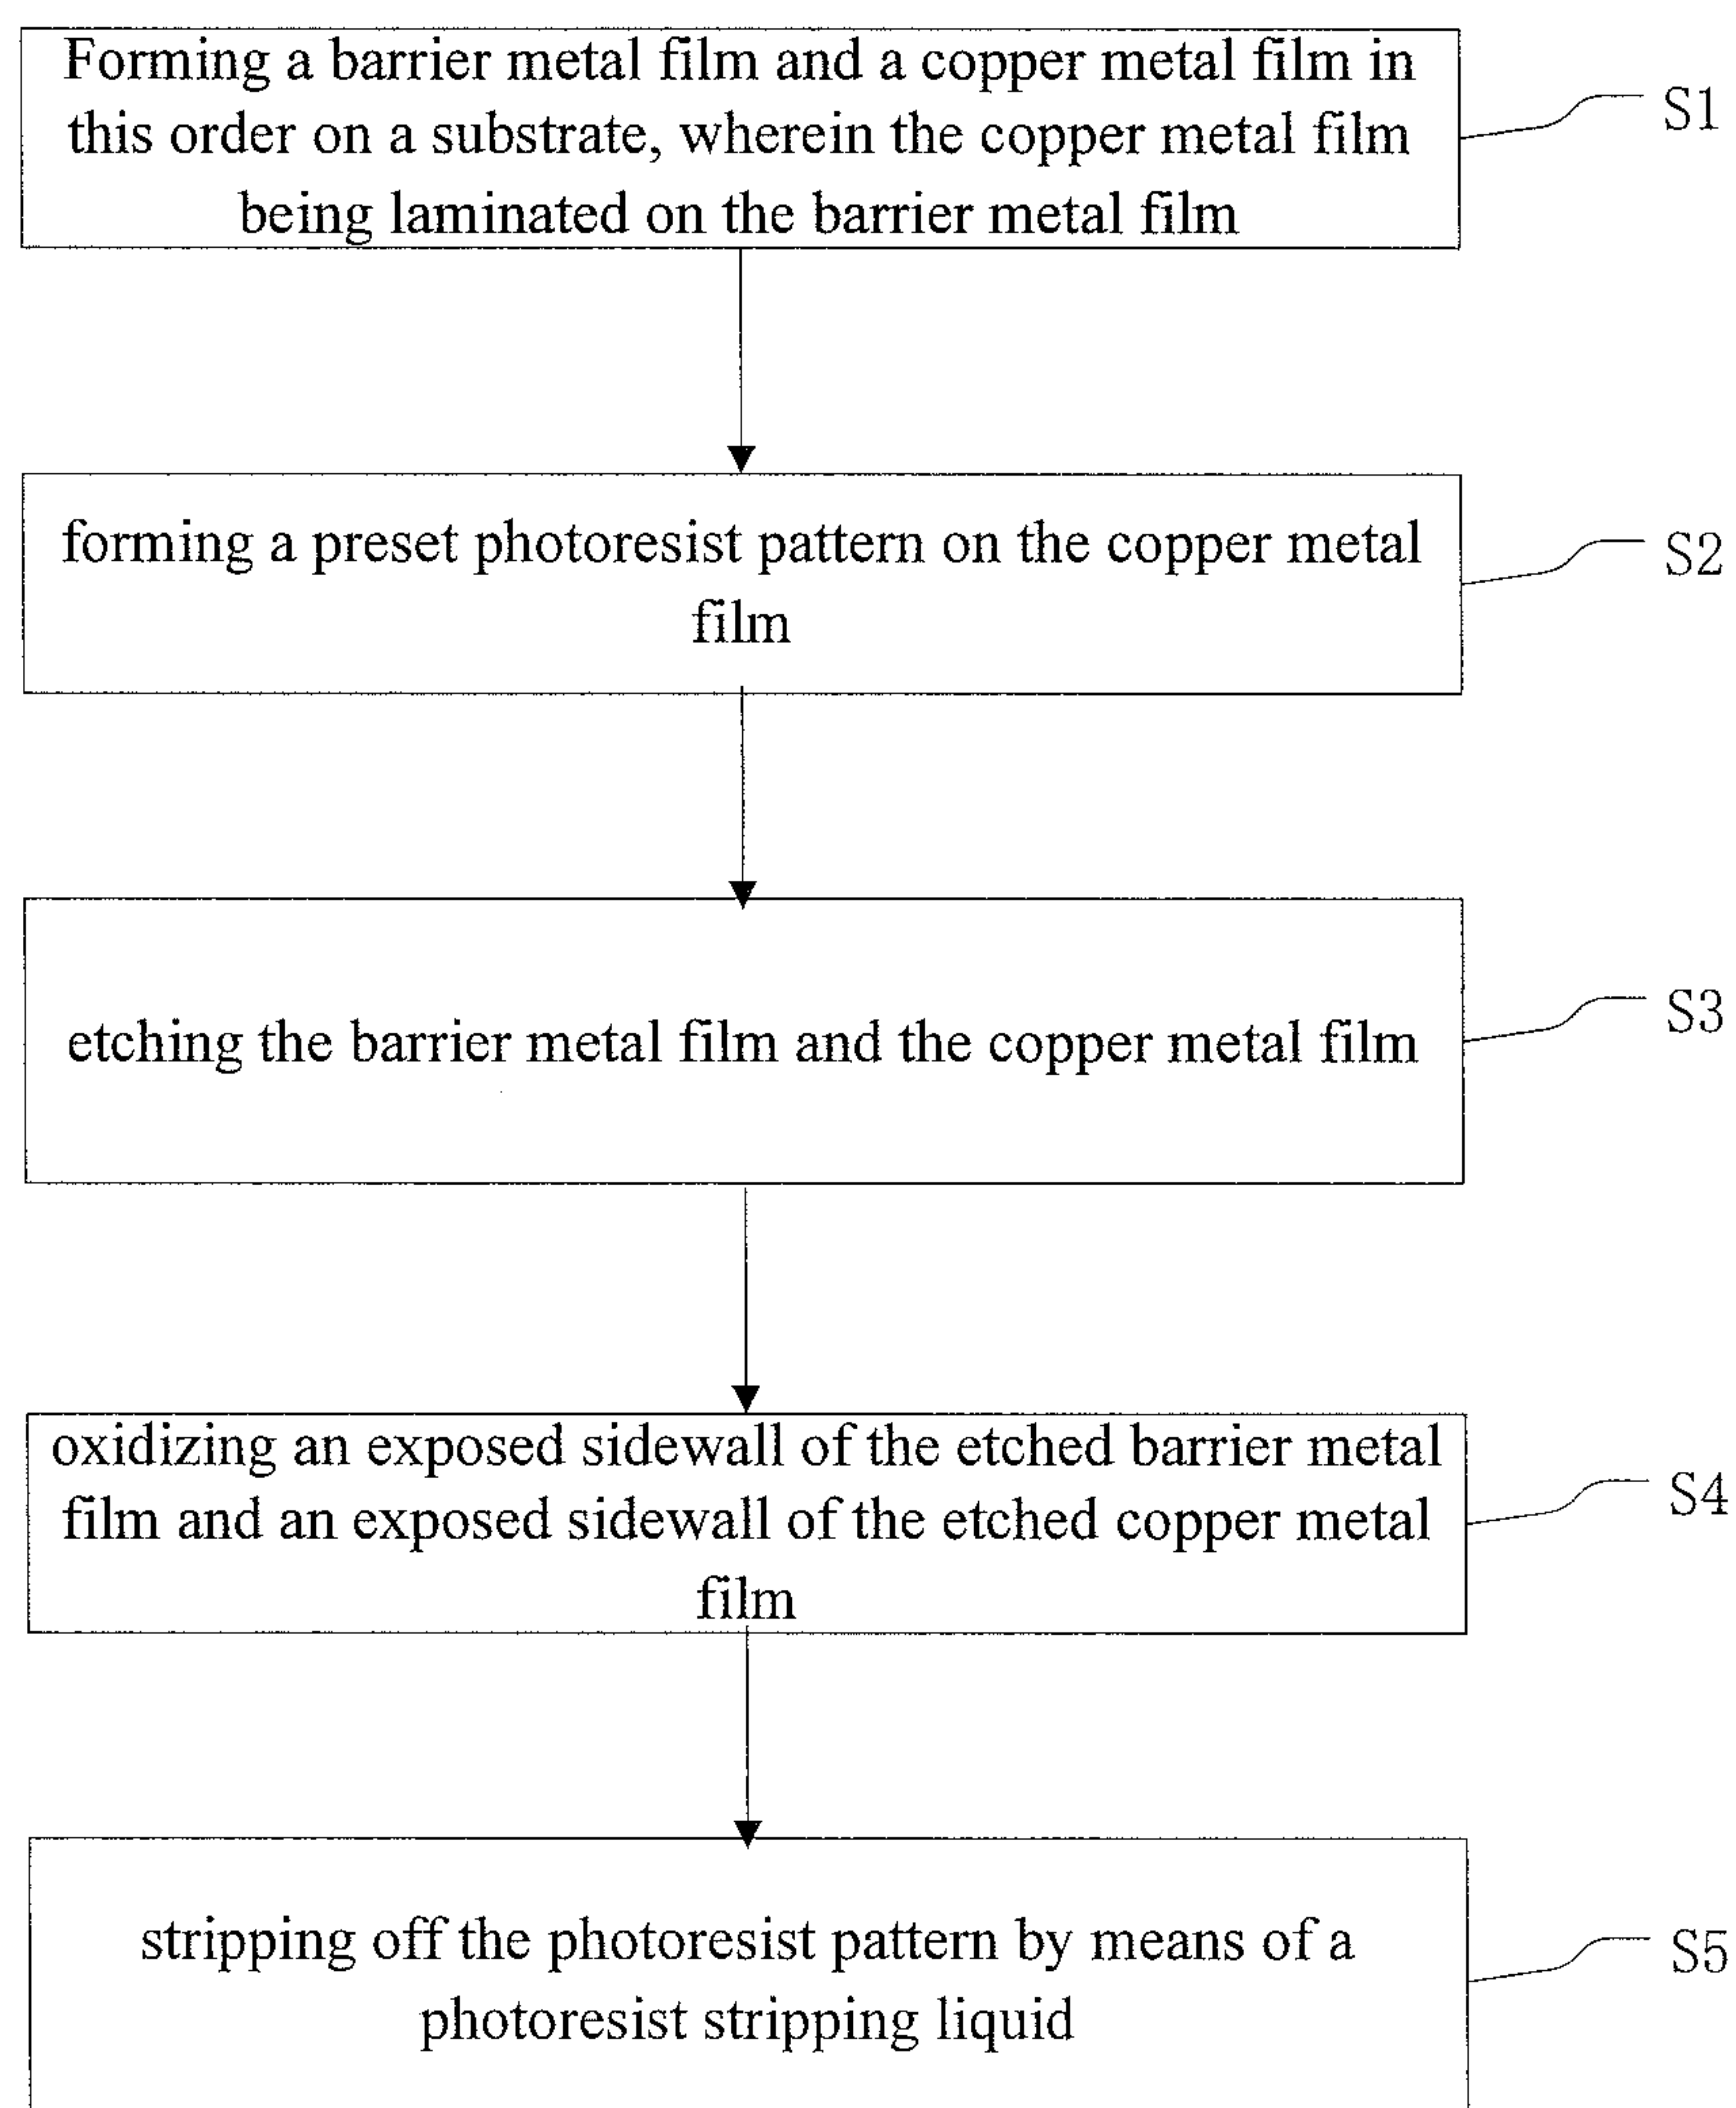 Forming a barrier metal film and a copper metal film in
this order on a substrate, wherein the copper metal film
being laminated on the barrier metal film
S1
forming a preset photoresist pattern on the copper metal
film
S2
etching the barrier metal film and the copper metal film
S3
oxidizing an exposed sidewall of the etched barrier metal
film and an exposed sidewall of the etched copper metal
film
S4
stripping off the photoresist pattern by means of a
photoresist stripping liquid
S5